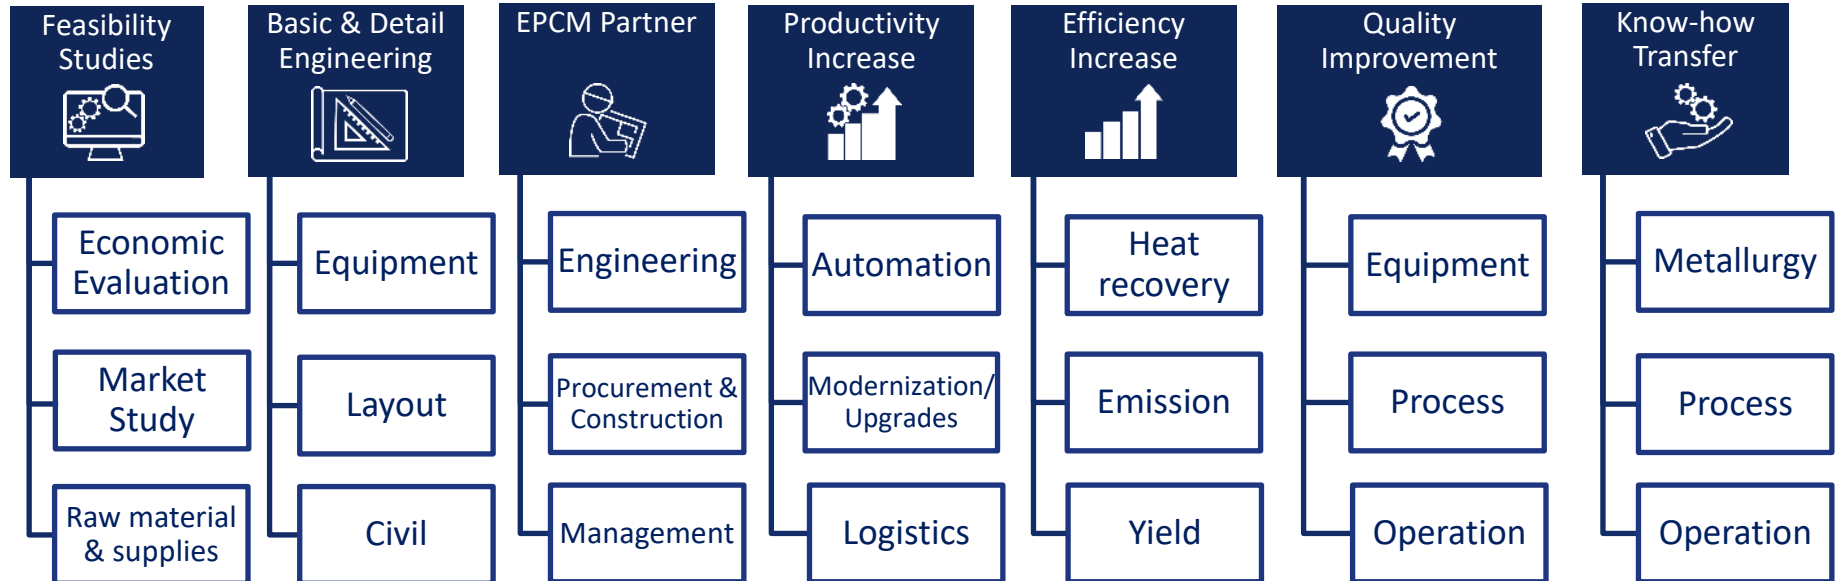 Feasibility
Studies
Basic & Detail
Engineering
EPCM Partner
Productivity
Increase
Efficiency
Increase
Quality
Improvement
Know-how
Transfer
Economic
Evaluation
Market
Study
Raw material
& supplies
Equipment
Layout
Civil
Engineering
Procurement &
Construction
Management
Automation
Modernization/
Upgrades
Logistics
Heat
recovery
Emission
Yield
Equipment
Process
Operation
Metallurgy
Process
Operation